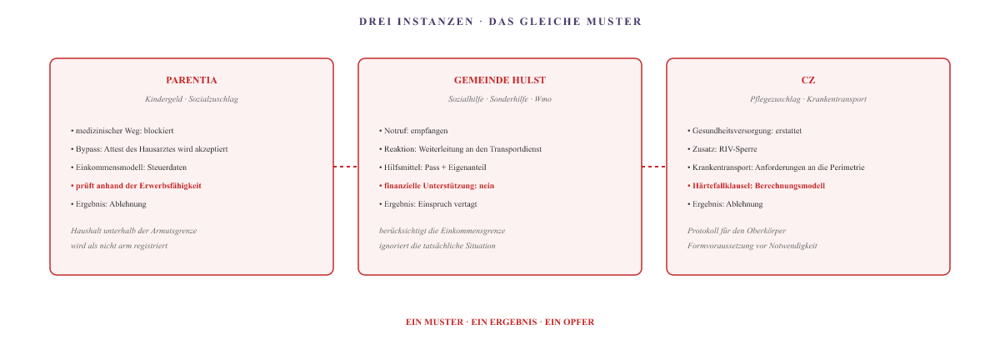 DREI INSTANZEN · DAS GLEICHE MUSTER
PARENTIA
Kindergeld · Sozialzuschlag
• medizinischer Weg: blockiert
• Bypass: Attest des Hausarztes wird akzeptiert
• Einkommensmodell: Steuerdaten
• prüft anhand der Erwerbsfähigkeit
• Ergebnis: Ablehnung
Haushalt unterhalb der Armutsgrenze
wird als nicht arm registriert
GEMEINDE HULST
Sozialhilfe · Sonderhilfe · Wmo
• Notruf: empfangen
• Reaktion: Weiterleitung an den Transportdienst
• Hilfsmittel: Pass + Eigenanteil
• finanzielle Unterstützung: nein
• Ergebnis: Einspruch vertagt
berücksichtigt die Einkommensgrenze
ignoriert die tatsächliche Situation
CZ
Pflegezuschlag · Krankentransport
• Gesundheitsversorgung: erstattet
• Zusatz: RIV-Sperre
• Krankentransport: Anforderungen an die Perimetrie
• Härtefallklausel: Berechnungsmodell
• Ergebnis: Ablehnung
Protokoll für den Oberkörper
Formvoraussetzung vor Notwendigkeit
EIN MUSTER · EIN ERGEBNIS · EIN OPFER